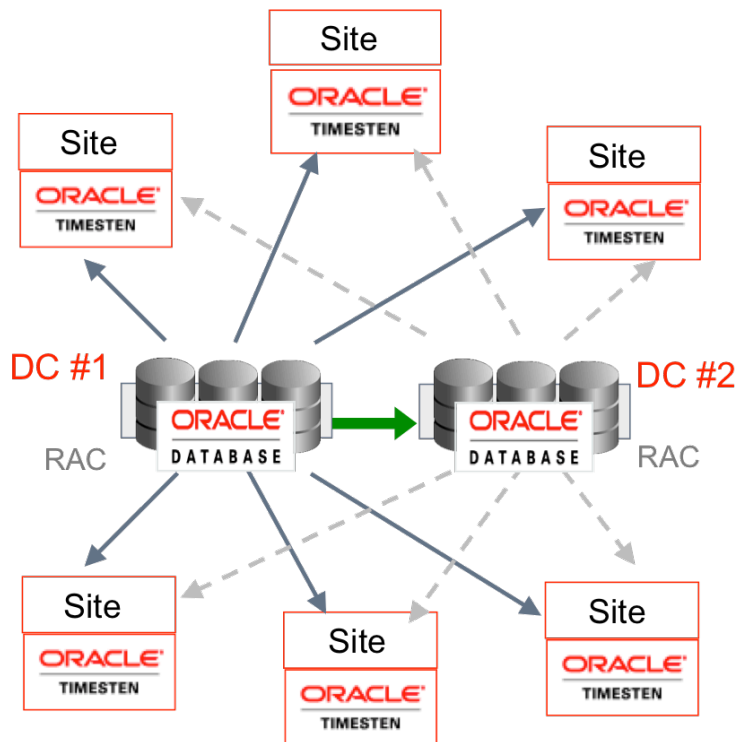 Site
ORACLE®
TIMESTEN
Site
ORACLE®
TIMESTEN
Site
ORACLE®
TIMESTEN
DC #1
RAC
ORACLE®
DATABASE
DC #2
RAC
ORACLE®
DATABASE
Site
ORACLE®
TIMESTEN
Site
ORACLE®
TIMESTEN
Site
ORACLE®
TIMESTEN